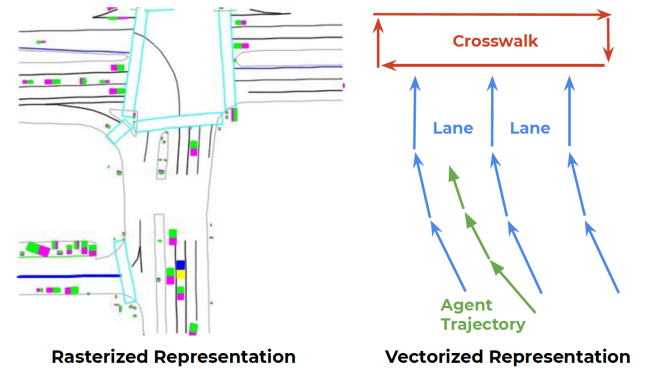 Crosswalk
Lane
Lane
Agent
Trajectory
Rasterized Representation
Vectorized Representation